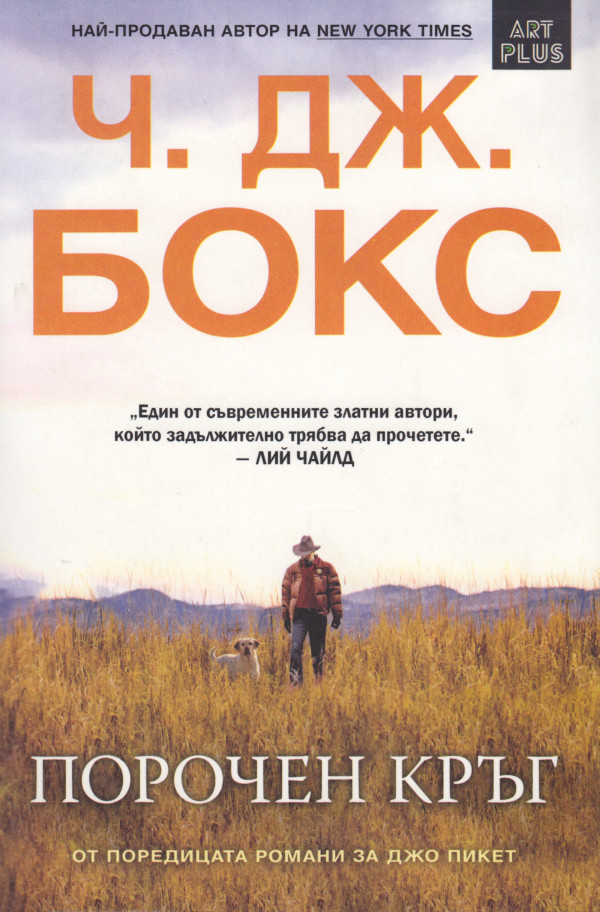 НАЙ-ПРОДАВАН АВТОР НА NEW YORK TIMES
ART
PLUS
Ч. ДЖ.
БОКС
„Един от съвременните златни автори,
който задължително трябва да прочетете.“
— ЛИЙ ЧАЙЛД
ПОРОЧЕН КРЪГ
ОТ ПОРЕДИЦАТА РОМАНИ ЗА ДЖО ПИКЕТ